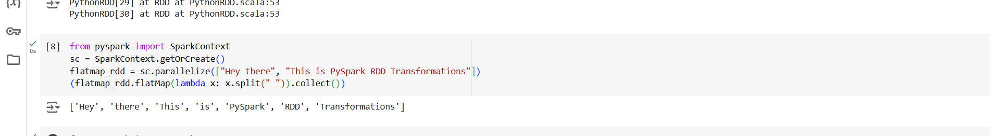 {x}
PythonRDD[29] at RDD at PythonRDD.scala:53
PythonRDD[30] at RDD at PythonRDD.scala:53
0s
[8] from pyspark import SparkContext
sc = SparkContext.getOrCreate()
flatmap_rdd = sc.parallelize(["Hey there", "This is PySpark RDD Transformations"])
(flatmap_rdd.flatMap(lambda x: x.split(" ")).collect())
['Hey', 'there', 'This', 'is', 'PySpark', 'RDD', 'Transformations']